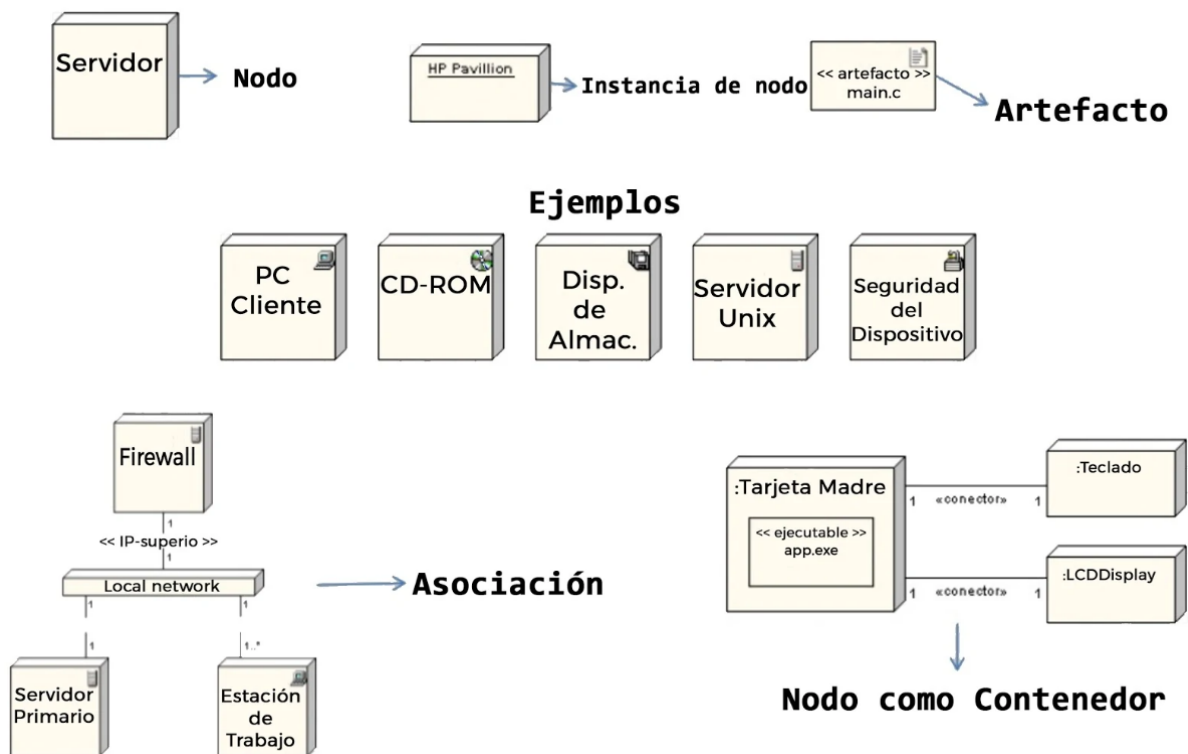 Servidor
Nodo
HP Pavillion
Instancia de nodo
<< artefacto >>
main.c
Artefacto
Ejemplos
PC
Cliente
CD-ROM
Disp.
de
Almac.
Servidor
Unix
Seguridad
del
Dispositivo
Firewall
1
<< IP-superio >>
1
Local network
1
1
1
1..*
Servidor
Primario
Estación
de
Trabajo
Asociación
:Tarjeta Madre
<< ejecutable >>
app.exe
1 «conector» 1
:Teclado
1 «conector» 1
:LCDDisplay
Nodo como Contenedor